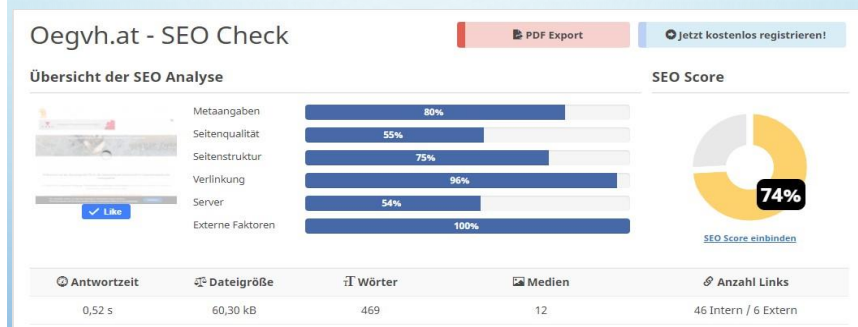 Oegvh.at - SEO Check
PDF Export
Jetzt kostenlos registrieren!
Übersicht der SEO Analyse
SEO Score
Metaangaben 80%
Seitenqualität 55%
Seitenstruktur 75%
Verlinkung 96%
Server 54%
Externe Faktoren 100%
Like
74%
SEO Score einbinden
Antwortzeit Dateigröße Wörter Medien Anzahl Links
0,52 s 60,30 kB 469 12 46 Intern / 6 Extern